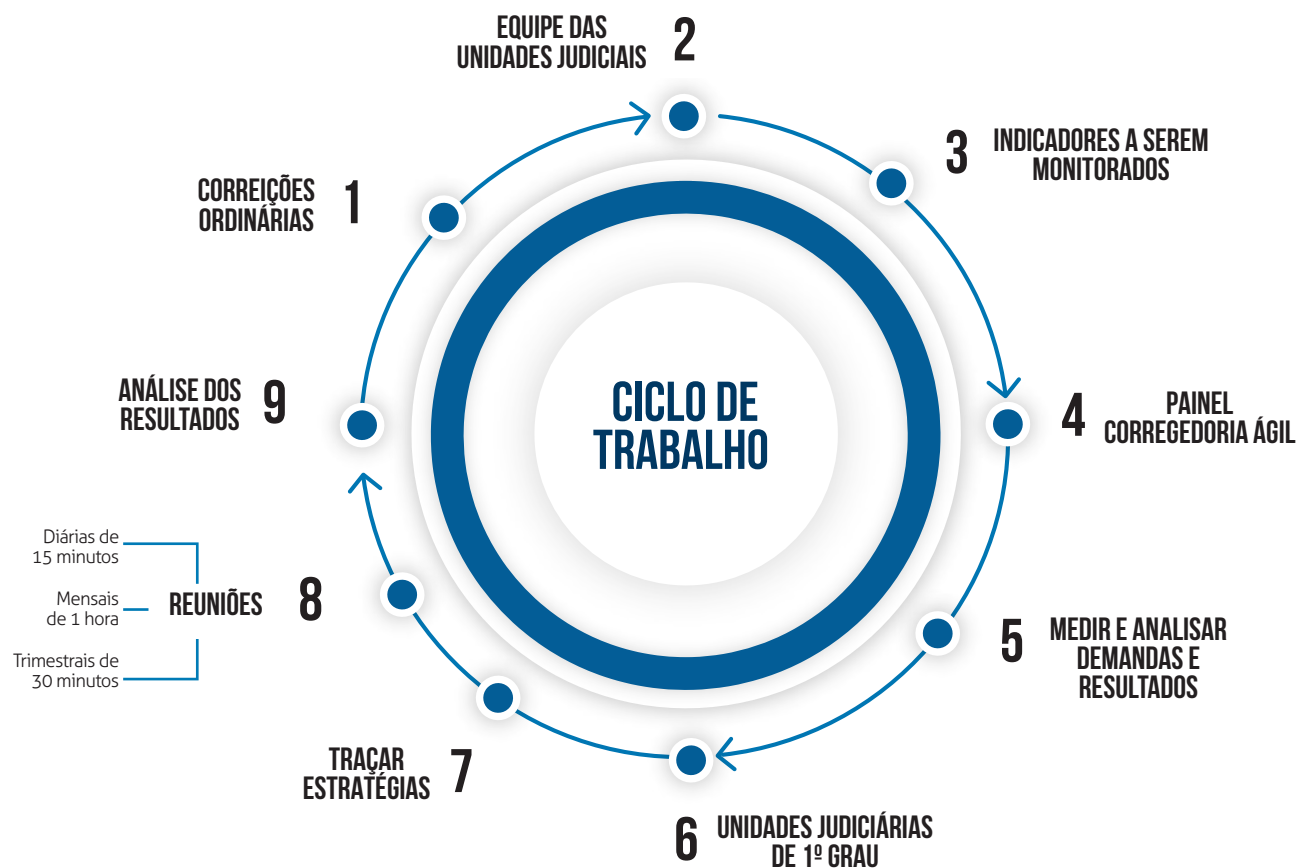 CICLO DE
TRABALHO
1
CORREIÇÕES
ORDINÁRIAS
2
EQUIPE DAS
UNIDADES JUDICIAIS
3
INDICADORES A SEREM
MONITORADOS
4
PAINEL
CORREGEDORIA ÁGIL
5
MEDIR E ANALISAR
DEMANDAS E
RESULTADOS
6
UNIDADES JUDICIÁRIAS
DE 1º GRAU
7
TRAÇAR
ESTRATÉGIAS
8
REUNIÕES
Diárias de
15 minutos
Mensais
de 1 hora
Trimestrais de
30 minutos
9
ANÁLISE DOS
RESULTADOS